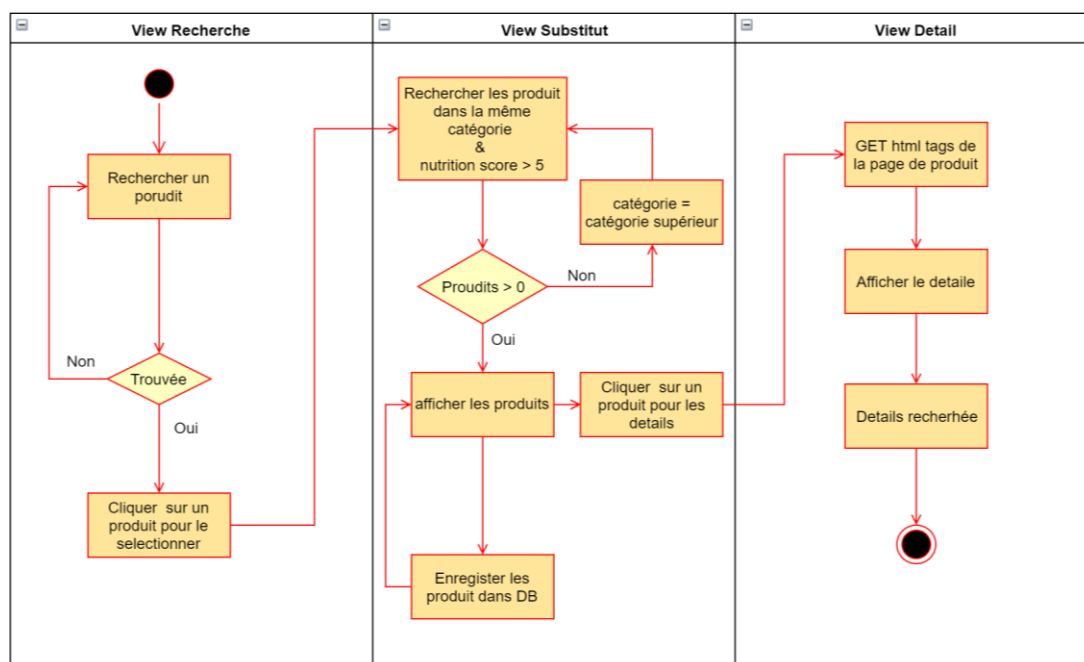 View Recherche
View Substitut
View Detail
Rechercher un
porudit
Trouvée
Non
Oui
Cliquer sur un
produit pour le
selectionner
Rechercher les produit
dans la même
catégorie
&
nutrition score > 5
catégorie =
catégorie supérieur
Proudits > 0
Non
Oui
afficher les produits
Cliquer sur un
produit pour les
details
Enregister les
produit dans DB
GET html tags de
la page de produit
Afficher le detaile
Details recherhée